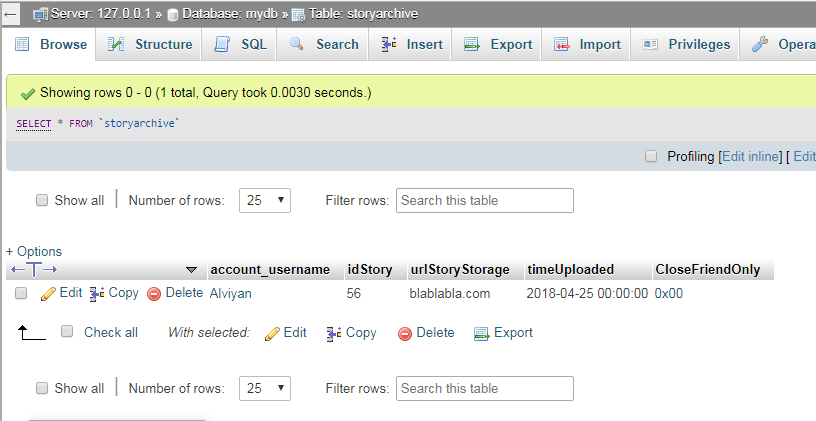 Server: 127.0.0.1 » Database: mydb » Table: storyarchive
Browse Structure SQL Search Insert Export Import Privileges Opera
Showing rows 0 - 0 (1 total, Query took 0.0030 seconds.)
SELECT * FROM `storyarchive`
Profiling [Edit inline] [ Edit
Show all Number of rows: 25 Filter rows: Search this table
+ Options
account_username idStory urlStoryStorage timeUploaded CloseFriendOnly
Edit Copy Delete Alviyan 56 blablabla.com 2018-04-25 00:00:00 0x00
Check all With selected: Edit Copy Delete Export
Show all Number of rows: 25 Filter rows: Search this table